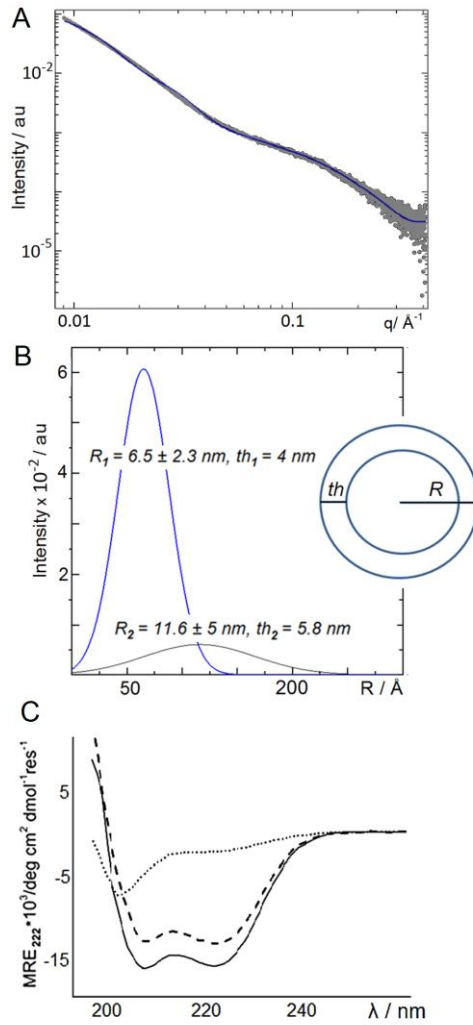 A
Intensity / au
10-2
10-5
0.01
0.1
q/ Å-1
B
Intensity x 10-2 / au
6
4
2
R1 = 6.5 ± 2.3 nm, th1 = 4 nm
R2 = 11.6 ± 5 nm, th2 = 5.8 nm
th
R
50
200
R / Å
C
MRE222*103/deg cm2 dmol-1res-1
5
-5
-15
200
220
240
λ / nm